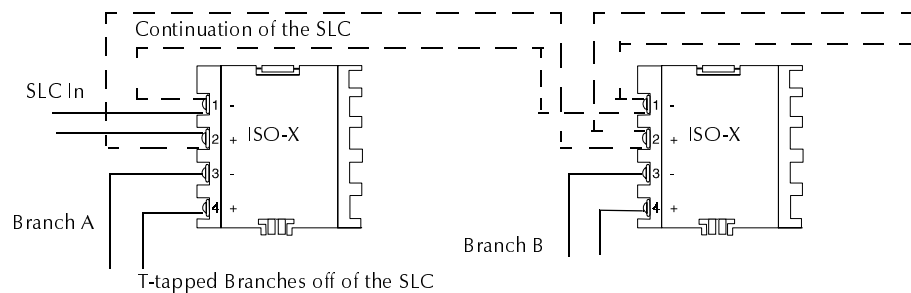 Continuation of the SLC
SLC In
1 -
2 +
3 -
4 +
ISO-X
1 -
2 +
3 -
4 +
ISO-X
Branch A
Branch B
T-tapped Branches off of the SLC